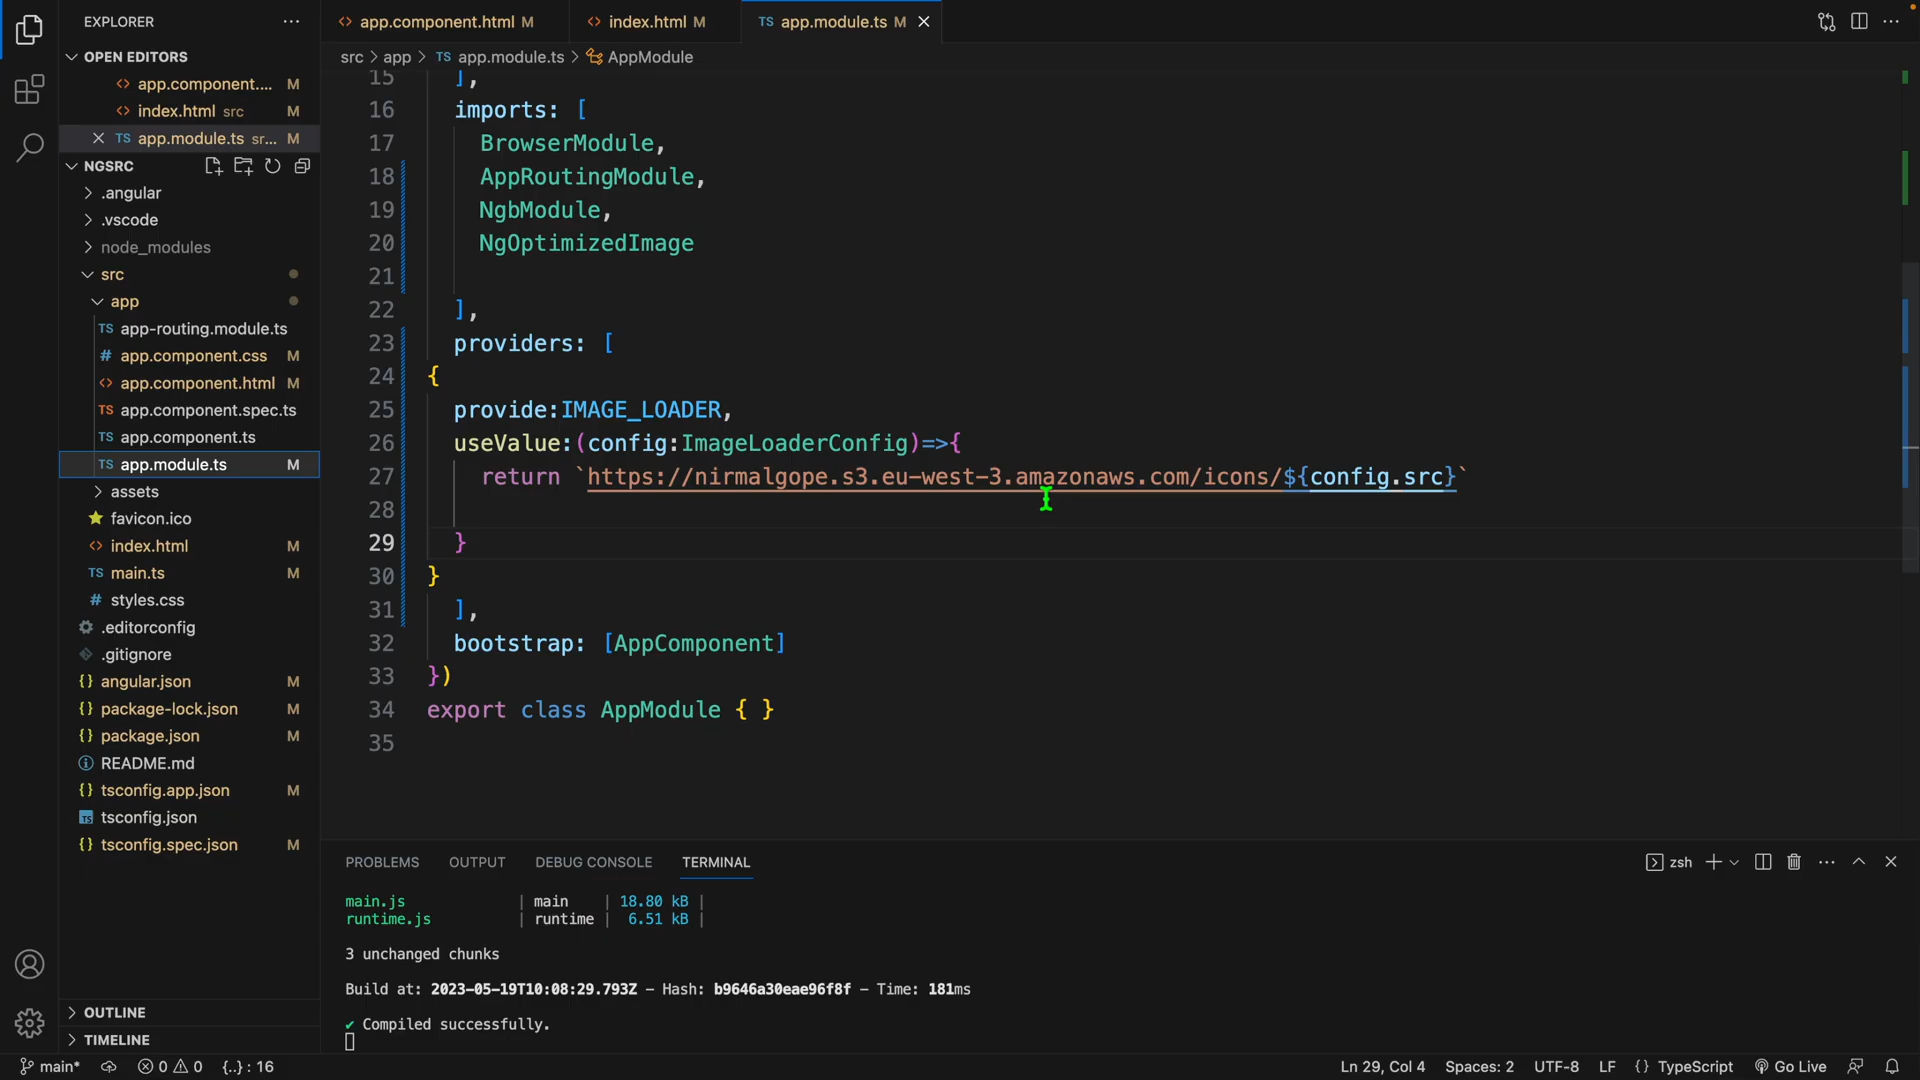 EXPLORER
app.component.html M
index.html M
TS app.module.ts M
OPEN EDITORS
src > app > TS app.module.ts > AppModule
app.component.... M
index.html src M
TS app.module.ts sr... M
NGSRC
.angular
.vscode
node_modules
src
app
TS app-routing.module.ts
# app.component.css M
app.component.html M
TS app.component.spec.ts
TS app.component.ts
TS app.module.ts M
assets
favicon.ico
index.html M
TS main.ts M
# styles.css
.editorconfig
.gitignore
{} angular.json M
{} package-lock.json M
{} package.json M
README.md
{} tsconfig.app.json M
TS tsconfig.json
{} tsconfig.spec.json M
OUTLINE
TIMELINE
15 ],
16 imports: [
17 BrowserModule,
18 AppRoutingModule,
19 NgbModule,
20 NgOptimizedImage
21
22 ],
23 providers: [
24 {
25 provide:IMAGE_LOADER,
26 useValue:(config:ImageLoaderConfig)=>{
27 return `https://nirmalgope.s3.eu-west-3.amazonaws.com/icons/${config.src}`
28
29 }
30 }
31 ],
32 bootstrap: [AppComponent]
33 })
34 export class AppModule { }
35
PROBLEMS OUTPUT DEBUG CONSOLE TERMINAL
zsh
main.js | main | 18.80 kB |
runtime.js | runtime | 6.51 kB |
3 unchanged chunks
Build at: 2023-05-19T10:08:29.793Z - Hash: b9646a30eae96f8f - Time: 181ms
✔ Compiled successfully.
main* 0 0 {..} : 16
Ln 29, Col 4 Spaces: 2 UTF-8 LF {} TypeScript Go Live